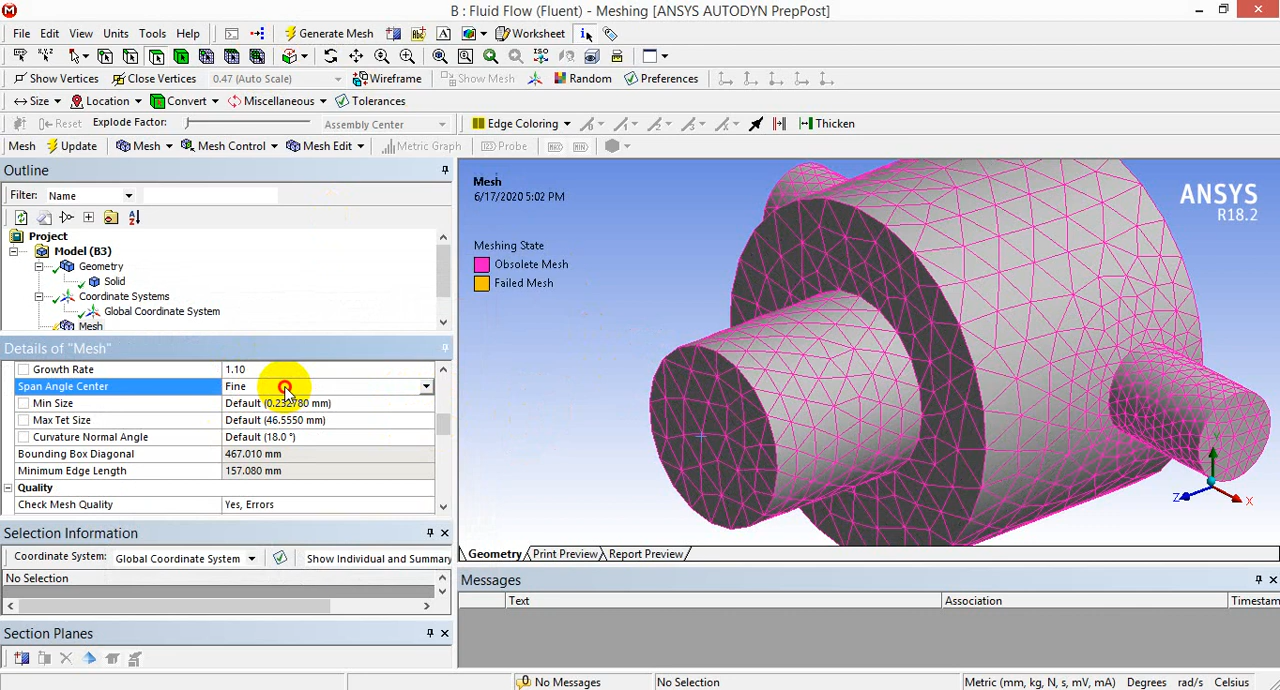 B : Fluid Flow (Fluent) - Meshing [ANSYS AUTODYN PrepPost]
File Edit View Units Tools Help Generate Mesh Worksheet
Show Vertices Close Vertices 0.47 (Auto Scale) Wireframe Show Mesh Random Preferences
Size Location Convert Miscellaneous Tolerances
Reset Explode Factor: Assembly Center Edge Coloring Thicken
Mesh Update Mesh Mesh Control Mesh Edit Metric Graph Probe
Outline
Filter: Name
Project
Model (B3)
Geometry
Solid
Coordinate Systems
Global Coordinate System
Mesh
Details of "Mesh"
Growth Rate 1.10
Span Angle Center Fine
Min Size Default (0.232780 mm)
Max Tet Size Default (46.5550 mm)
Curvature Normal Angle Default (18.0 °)
Bounding Box Diagonal 467.010 mm
Minimum Edge Length 157.080 mm
Quality
Check Mesh Quality Yes, Errors
Selection Information
Coordinate System: Global Coordinate System Show Individual and Summary
No Selection
Section Planes
Mesh
6/17/2020 5:02 PM
Meshing State
Obsolete Mesh
Failed Mesh
ANSYS
R18.2
Y
Z
X
Geometry Print Preview Report Preview
Messages
Text Association Timestam
No Messages No Selection Metric (mm, kg, N, s, mV, mA) Degrees rad/s Celsius